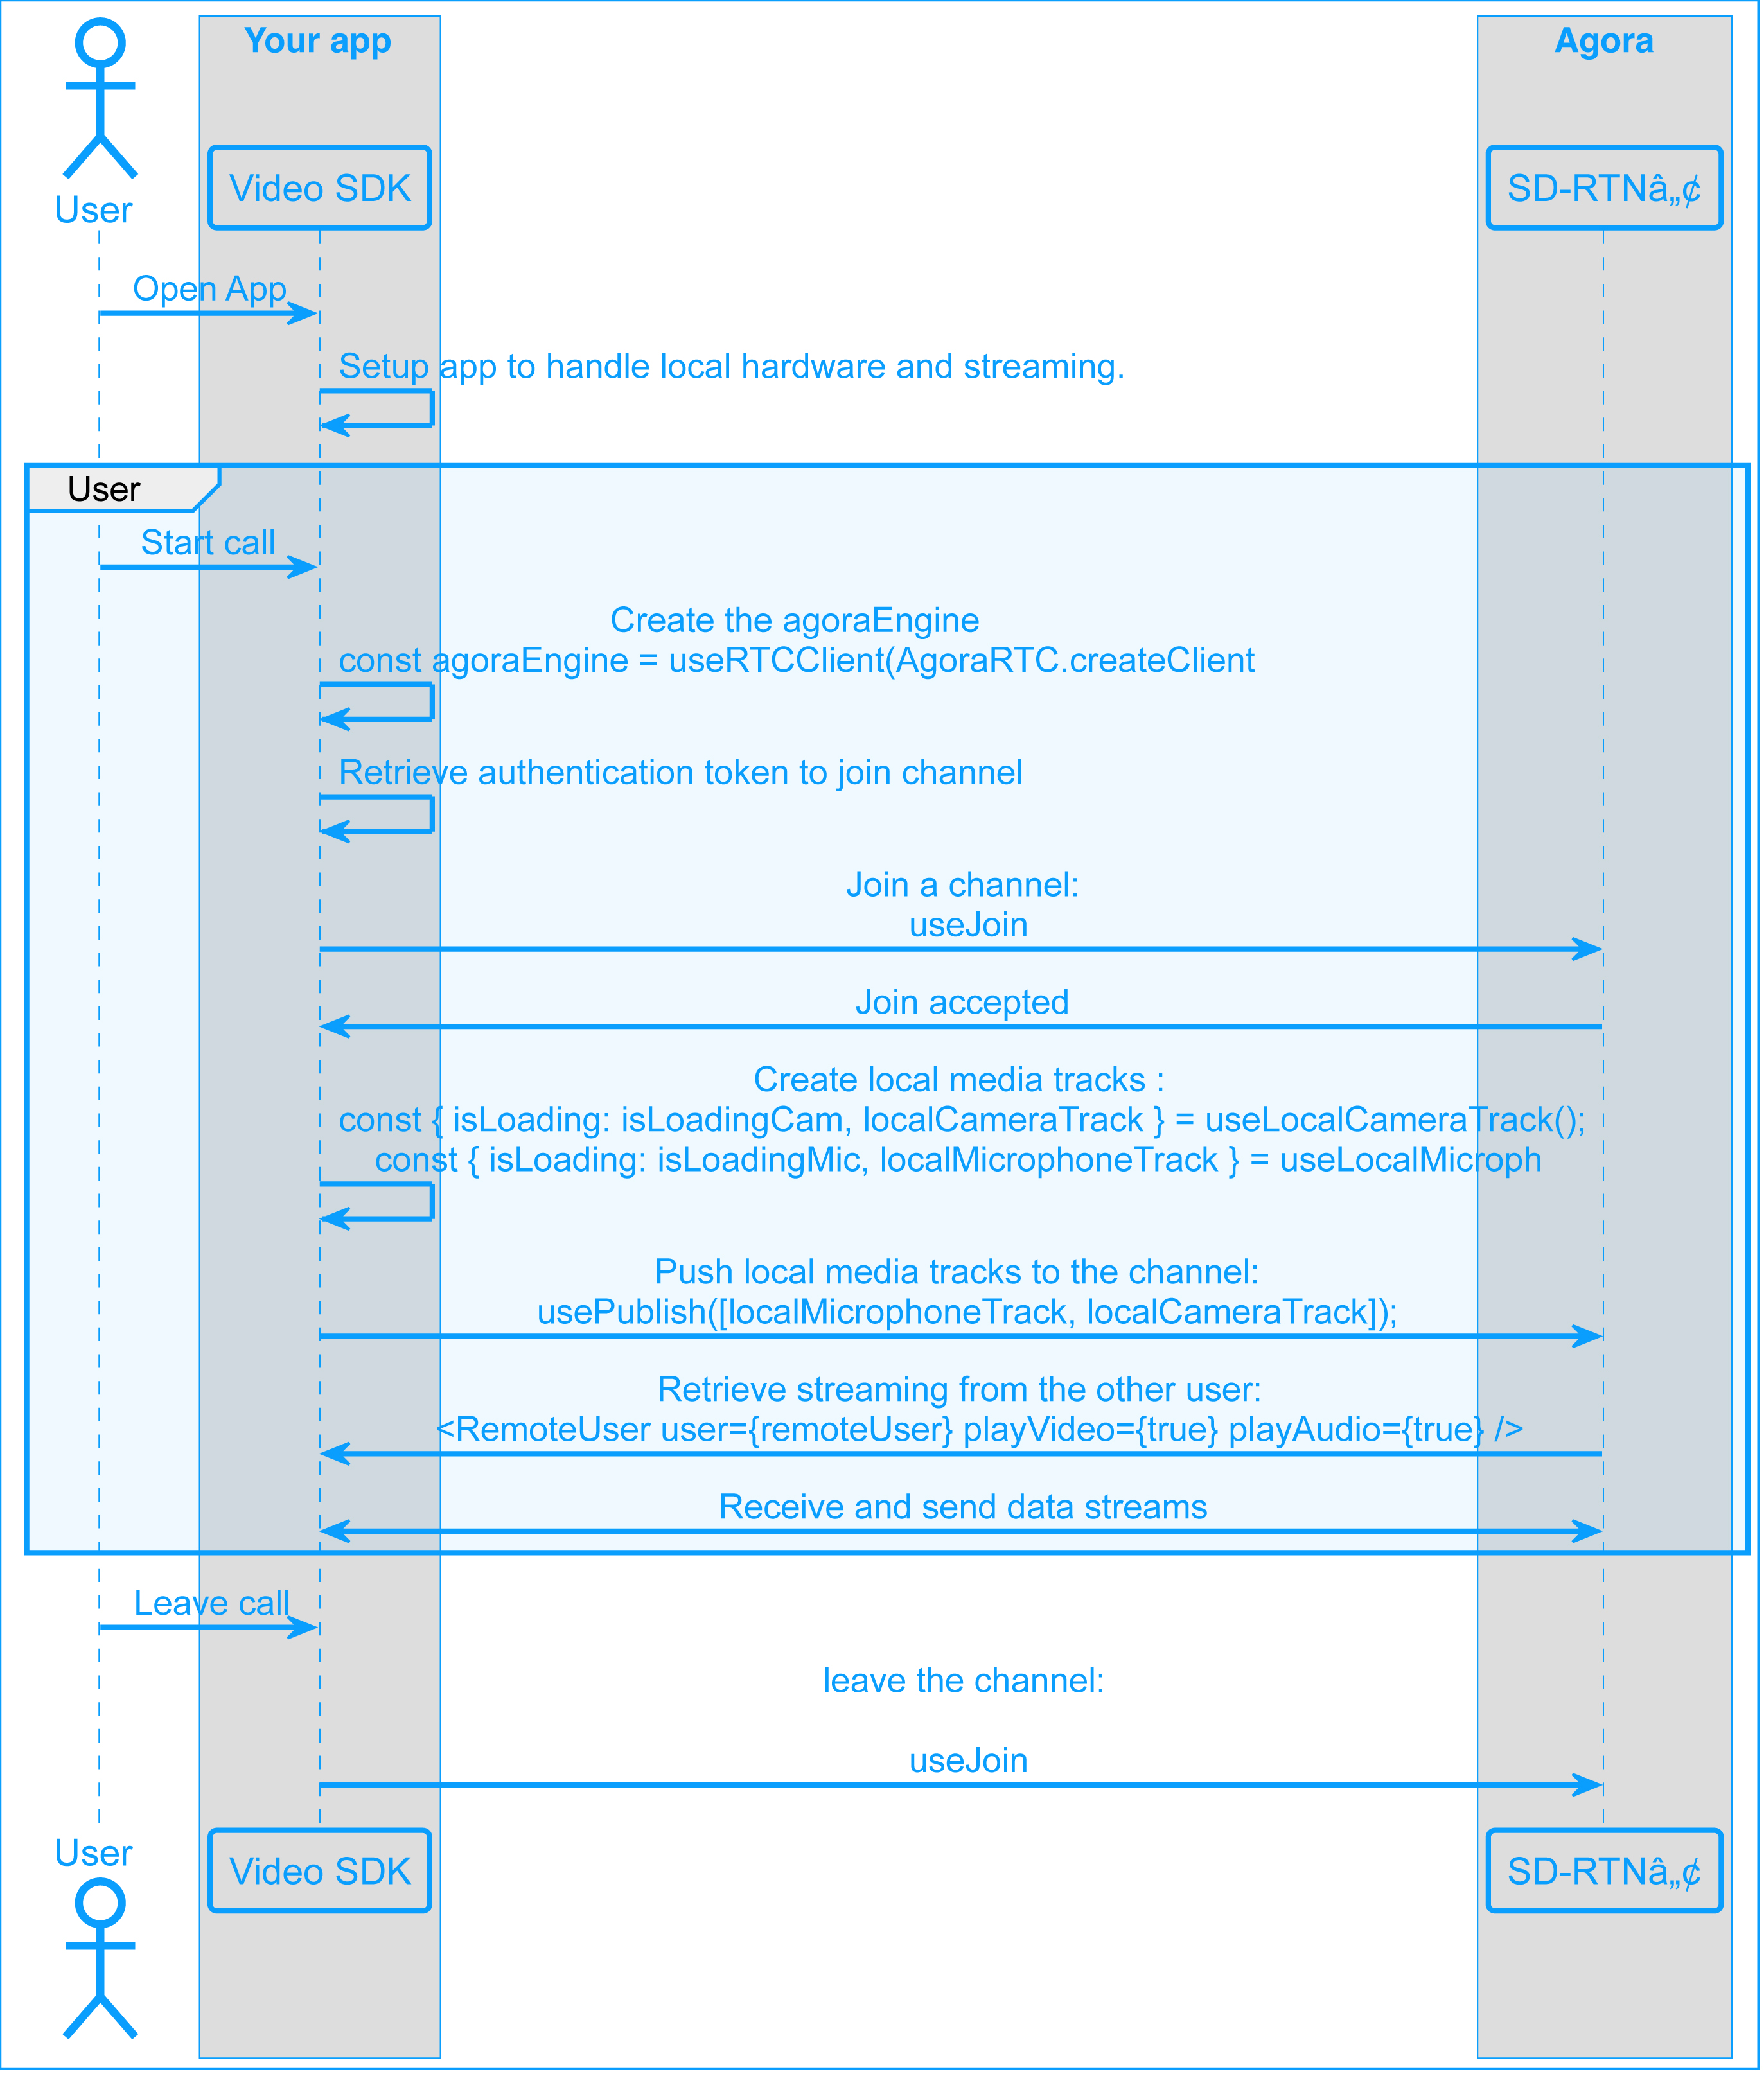 Your app
Agora
User
Video SDK
SD-RTNâ„¢
Open App
Setup app to handle local hardware and streaming.
User
Start call
Create the agoraEngine
const agoraEngine = useRTCClient(AgoraRTC.createClient
Retrieve authentication token to join channel
Join a channel:
useJoin
Join accepted
Create local media tracks :
const { isLoading: isLoadingCam, localCameraTrack } = useLocalCameraTrack();
const { isLoading: isLoadingMic, localMicrophoneTrack } = useLocalMicroph
Push local media tracks to the channel:
usePublish([localMicrophoneTrack, localCameraTrack]);
Retrieve streaming from the other user:
<RemoteUser user={remoteUser} playVideo={true} playAudio={true} />
Receive and send data streams
Leave call
leave the channel:
useJoin
User
Video SDK
SD-RTNâ„¢